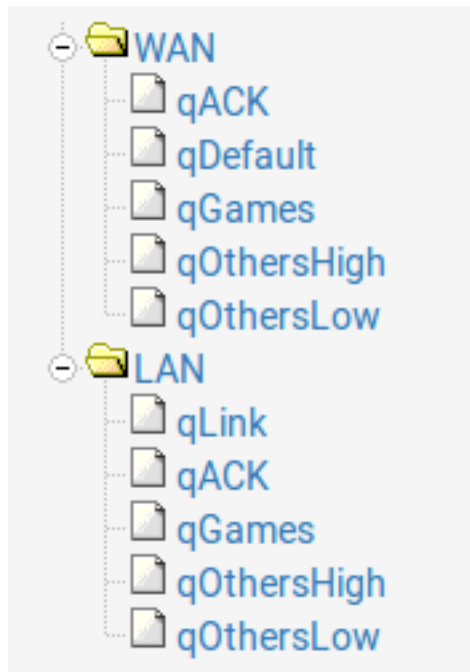 WAN
qACK
qDefault
qGames
qOthersHigh
qOthersLow
LAN
qLink
qACK
qGames
qOthersHigh
qOthersLow